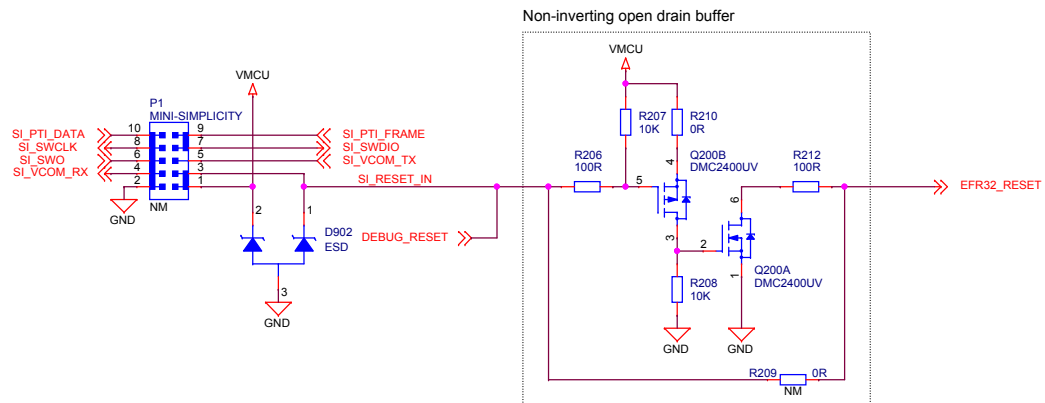 Non-inverting open drain buffer
VMCU
VMCU
P1
MINI-SIMPLICITY
SI_PTI_DATA 10 9 SI_PTI_FRAME
SI_SWCLK 8 7 SI_SWDIO
SI_SWO 6 5 SI_VCOM_TX
SI_VCOM_RX 4 3
2 1
SI_RESET_IN
NM
GND
2
1
D902
ESD
3
GND
DEBUG_RESET
R207
10K
R210
0R
R206
100R
4
Q200B
DMC2400UV
5
3
R212
100R
EFR32_RESET
6
2
Q200A
DMC2400UV
1
R208
10K
GND
GND
R209 0R
NM